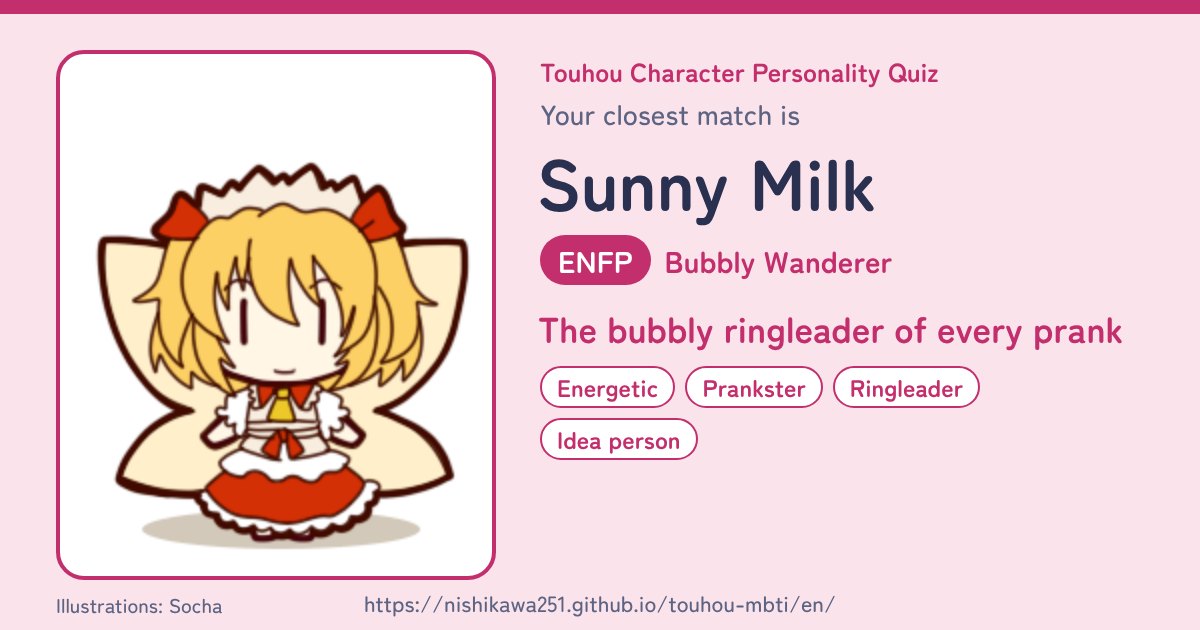 Touhou Character Personality Quiz
Your closest match is
Sunny Milk
ENFP Bubbly Wanderer
The bubbly ringleader of every prank
Energetic Prankster Ringleader
Idea person
Illustrations: Socha https://nishikawa251.github.io/touhou-mbti/en/